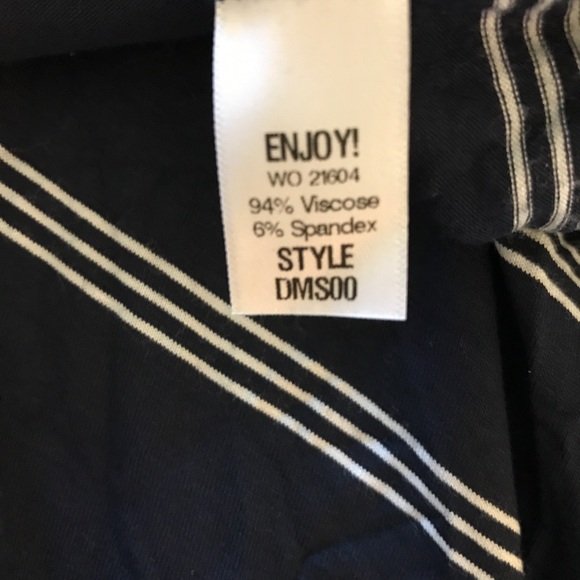 ENJOY!
WO 21604
94% Viscose
6% Spandex
STYLE
DMS00